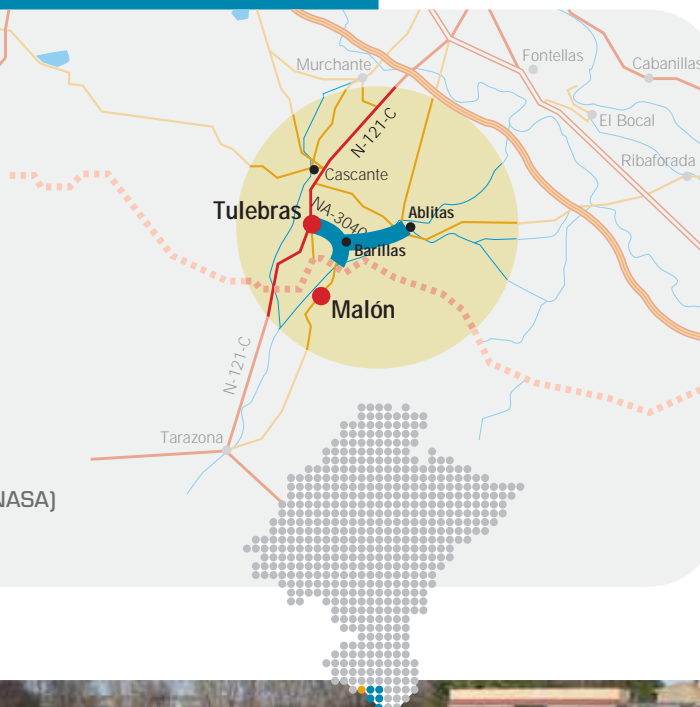 Murchante
Fontellas
Cabanillas
El Bocal
Ribaforada
N-121-C
Cascante
Tulebras
NA-3040
Ablitas
Barillas
Malón
N-121-C
Tarazona
NASA)